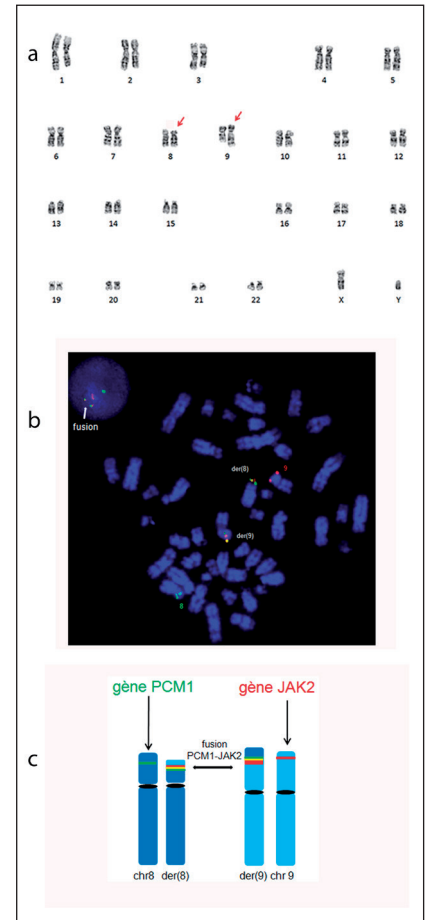 a
1 2 3 4 5
6 7 8 9 10 11 12
13 14 15 16 17 18
19 20 21 22 X Y
b
fusion
der(8) 9
der(9)
8
c
gène PCM1 gène JAK2
fusion
PCM1-JAK2
chr8 der(8) der(9) chr 9